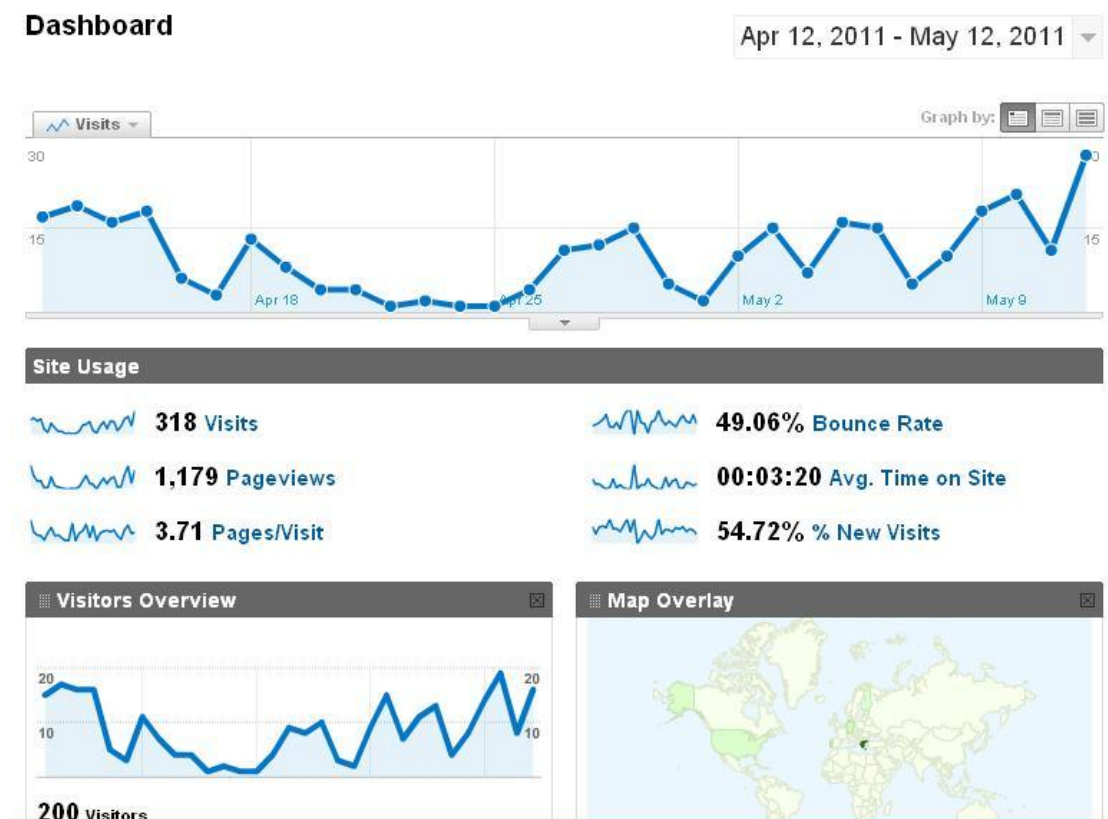 Dashboard
Apr 12, 2011 - May 12, 2011
Visits
Graph by:
30
15
15
Apr 18
Apr 25
May 2
May 9
Site Usage
318 Visits
49.06% Bounce Rate
1,179 Pageviews
00:03:20 Avg. Time on Site
3.71 Pages/Visit
54.72% % New Visits
Visitors Overview
Map Overlay
20
20
10
10
200 Visitors